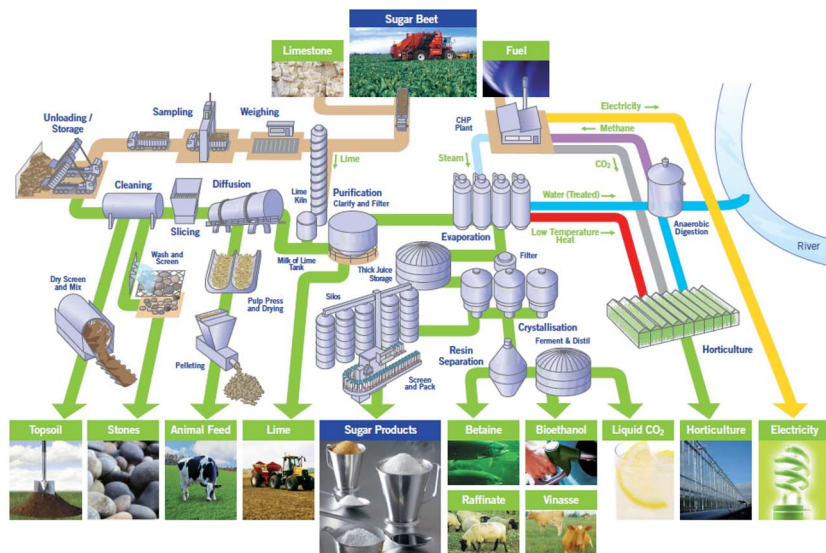 Sugar Beet
Limestone
Fuel
Electricity
Methane
CHP
Plant
CO₂
Unloading /
Storage
Sampling
Weighing
Lime
Steam
Cleaning
Diffusion
Lime
Kiln
Purification
Clarify and Filter
Water (Treated)
Anaerobic
Digestion
River
Slicing
Evaporation
Low Temperature
Heat
Wash and
Screen
Milk of Lime
Tank
Thick Juice
Storage
Filter
Dry Screen
and Mix
Pulp Press
and Drying
Silos
Crystallisation
Pelleting
Resin
Separation
Ferment & Distil
Horticulture
Screen
and Pack
Topsoil
Stones
Animal Feed
Lime
Sugar Products
Betaine
Bioethanol
Liquid CO₂
Horticulture
Electricity
Raffinate
Vinasse